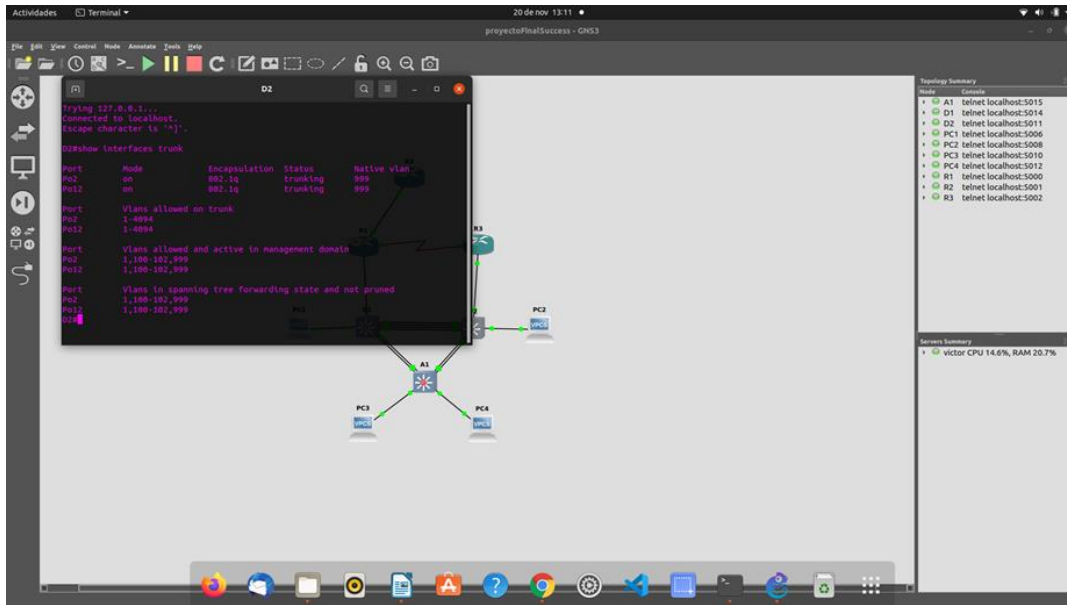 Actividades Terminal 20 de nov 13:11
proyectoFinalSuccess - GNS3
File Edit View Control Node Annotate Tools Help
D2
Trying 127.0.0.1...
Connected to localhost.
Escape character is '^]'.
D2#show interfaces trunk
Port Mode Encapsulation Status Native vlan
Po2 on 802.1q trunking 999
Po12 on 802.1q trunking 999
Port Vlans allowed on trunk
Po2 1-4094
Po12 1-4094
Port Vlans allowed and active in management domain
Po2 1,100-102,999
Po12 1,100-102,999
Port Vlans in spanning tree forwarding state and not pruned
Po2 1,100-102,999
Po12 1,100-102,999
D2#
R3
PC2
VPCS
A1
PC3
PC4
VPCS
VPCS
Topology Summary
Node Console
A1 telnet localhost:5015
D1 telnet localhost:5014
D2 telnet localhost:5011
PC1 telnet localhost:5006
PC2 telnet localhost:5008
PC3 telnet localhost:5010
PC4 telnet localhost:5012
R1 telnet localhost:5000
R2 telnet localhost:5001
R3 telnet localhost:5002
Servers Summary
victor CPU 14.6%, RAM 20.7%